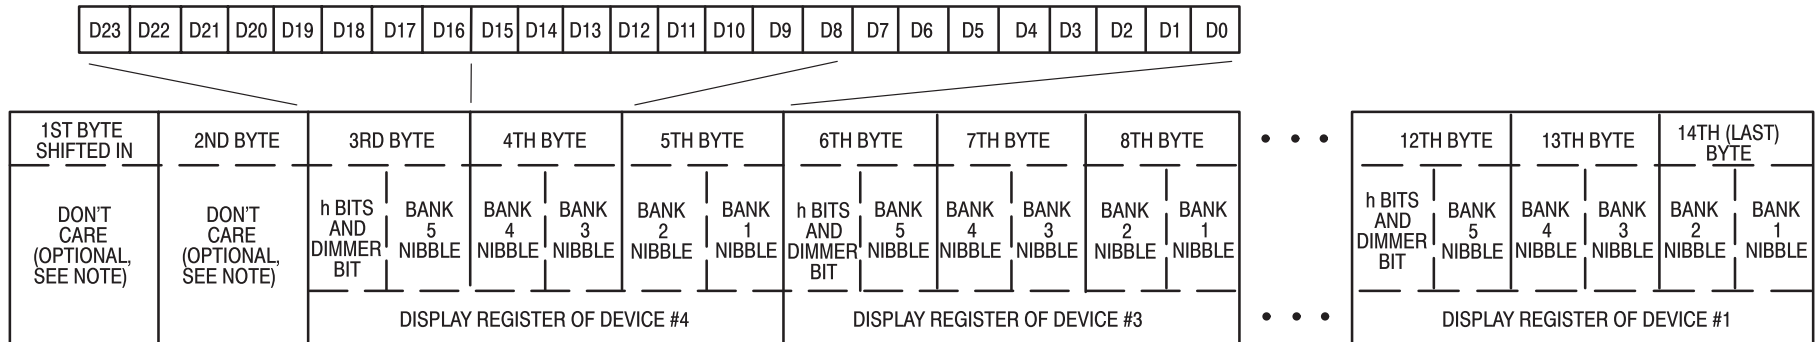 D23 D22 D21 D20 D19 D18 D17 D16 D15 D14 D13 D12 D11 D10 D9 D8 D7 D6 D5 D4 D3 D2 D1 D0
1ST BYTE
SHIFTED IN
2ND BYTE
3RD BYTE
4TH BYTE
5TH BYTE
6TH BYTE
7TH BYTE
8TH BYTE
• • •
12TH BYTE
13TH BYTE
14TH (LAST)
BYTE
DON'T
CARE
(OPTIONAL,
SEE NOTE)
DON'T
CARE
(OPTIONAL,
SEE NOTE)
h BITS
AND
DIMMER
BIT
BANK
5
NIBBLE
BANK
4
NIBBLE
BANK
3
NIBBLE
BANK
2
NIBBLE
BANK
1
NIBBLE
h BITS
AND
DIMMER
BIT
BANK
5
NIBBLE
BANK
4
NIBBLE
BANK
3
NIBBLE
BANK
2
NIBBLE
BANK
1
NIBBLE
h BITS
AND
DIMMER
BIT
BANK
5
NIBBLE
BANK
4
NIBBLE
BANK
3
NIBBLE
BANK
2
NIBBLE
BANK
1
NIBBLE
DISPLAY REGISTER OF DEVICE #4
DISPLAY REGISTER OF DEVICE #3
• • •
DISPLAY REGISTER OF DEVICE #1